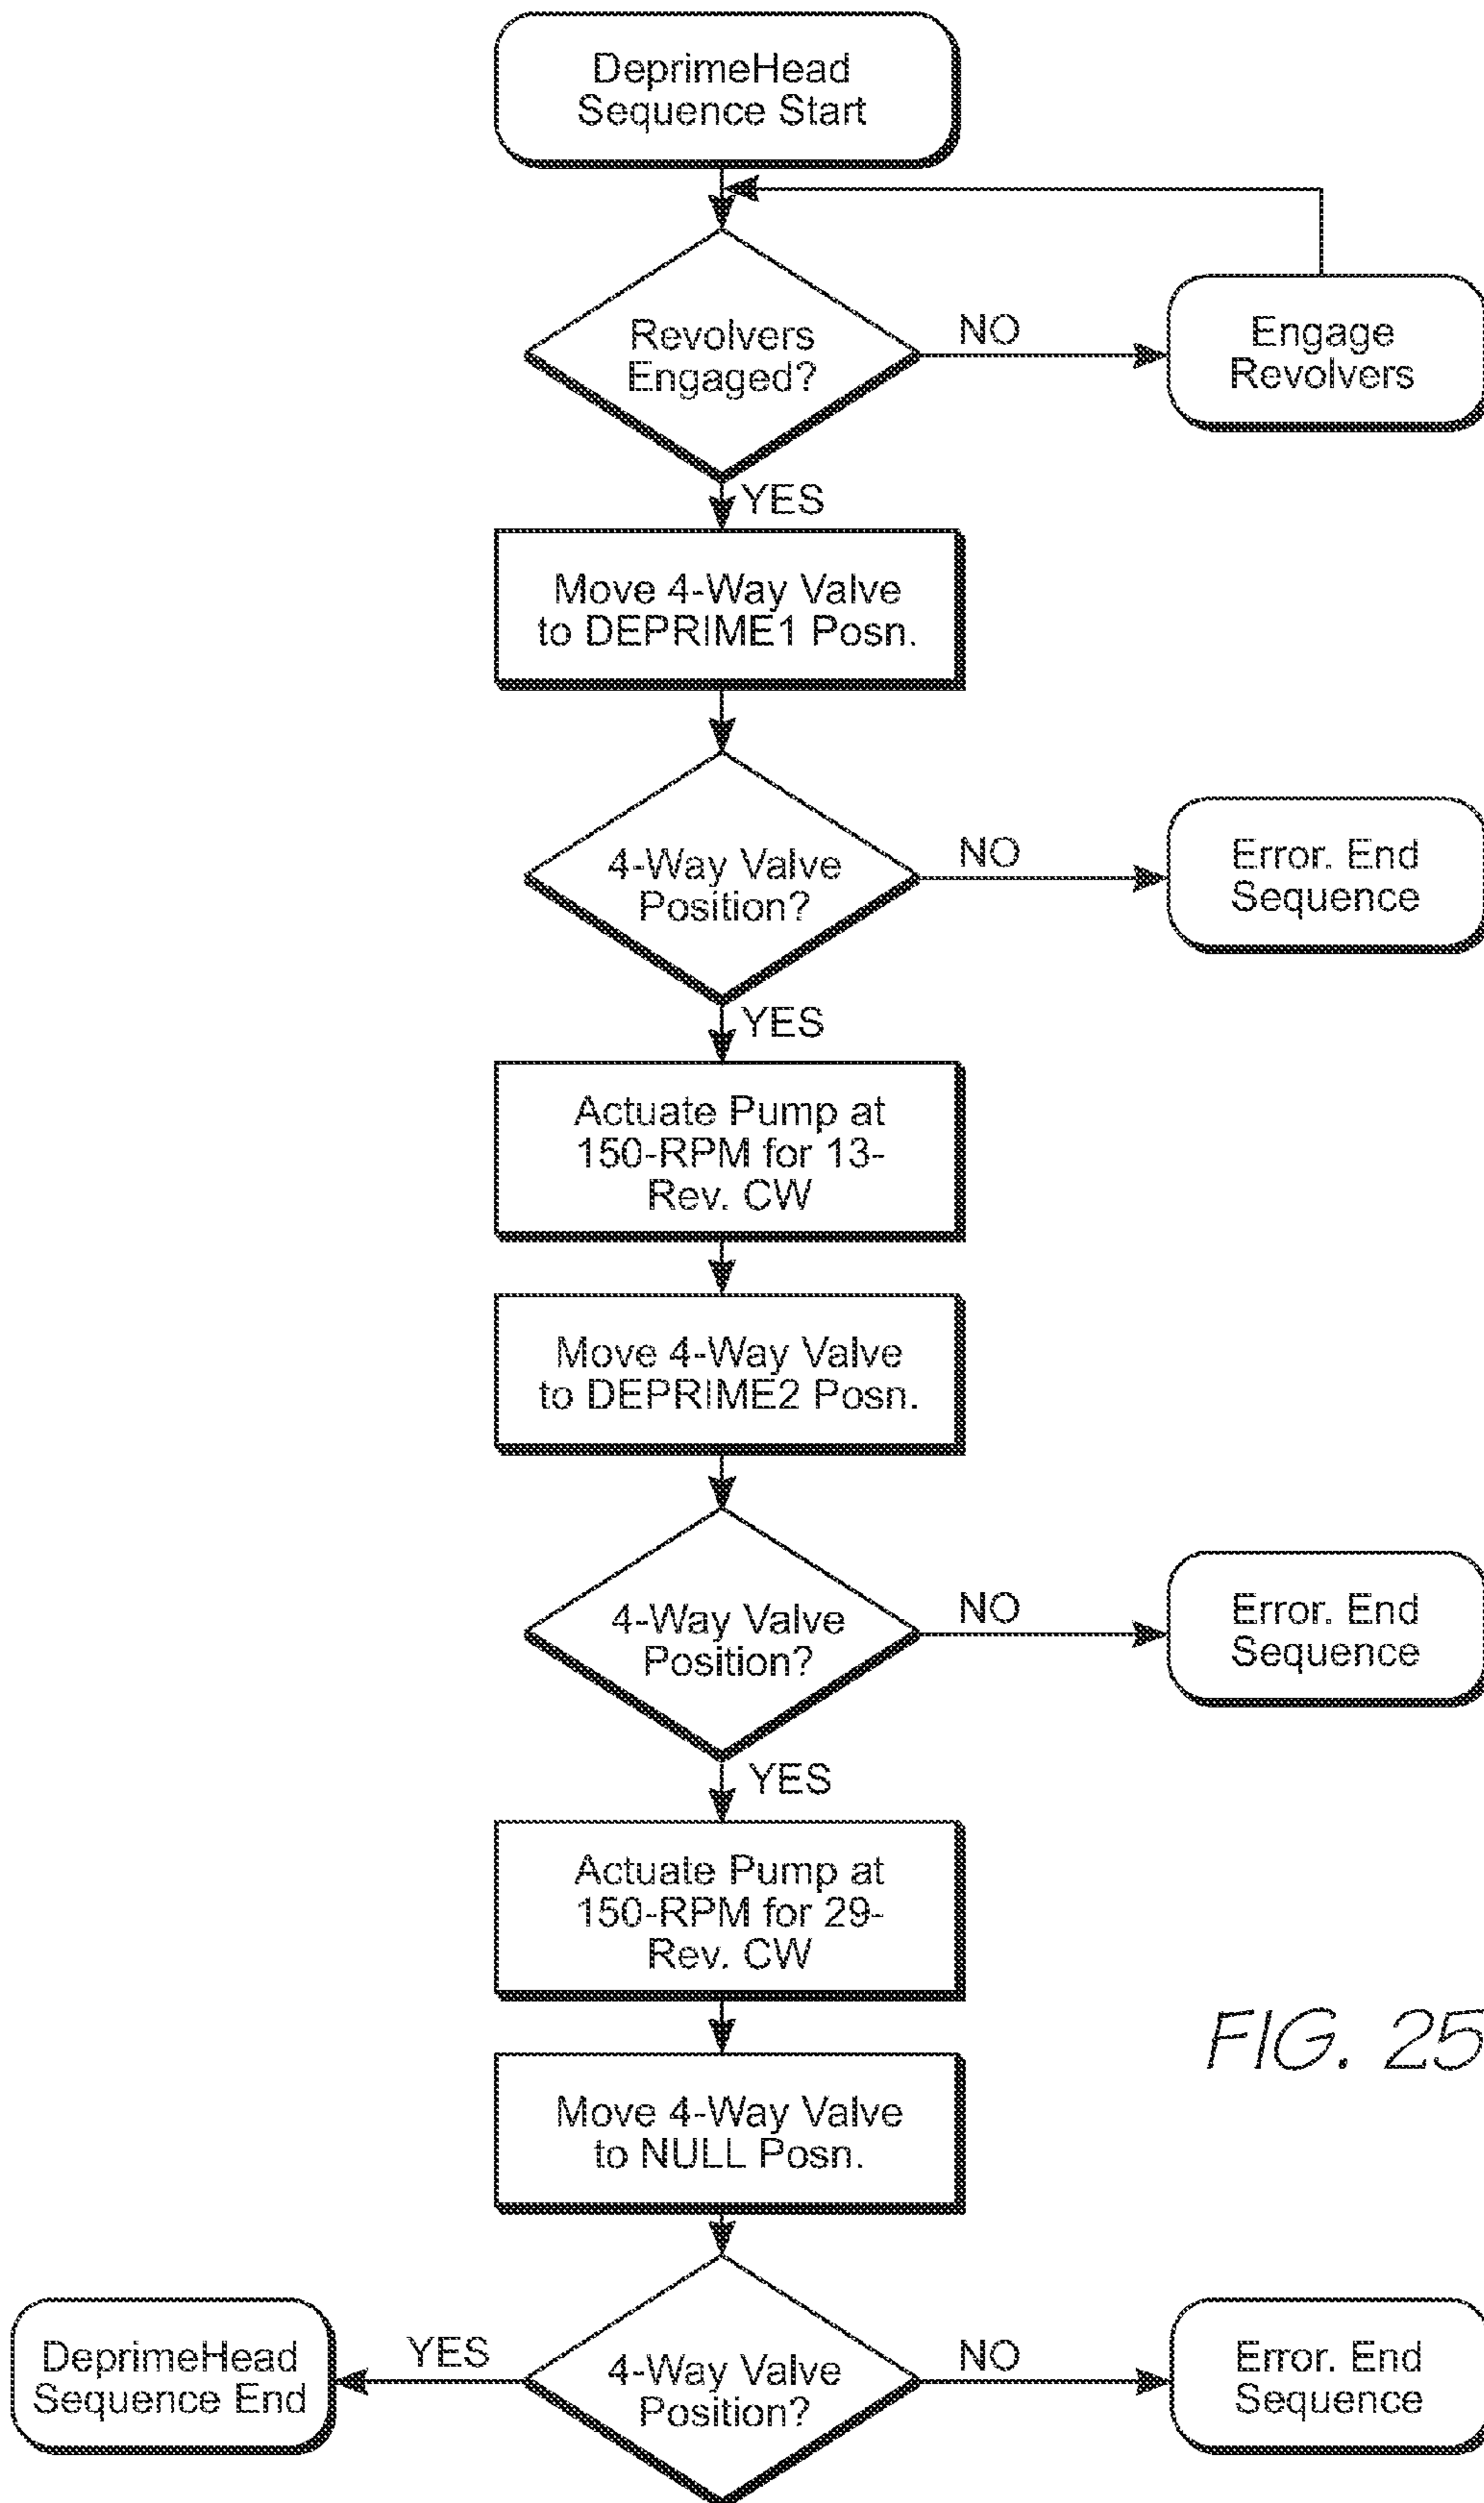 DeprimeHead
Sequence Start
Revolvers
Engaged?
NO
Engage
Revolvers
YES
Move 4-Way Valve
to DEPRIME1 Posn.
4-Way Valve
Position?
NO
Error. End
Sequence
YES
Actuate Pump at
150-RPM for 13-
Rev. CW
Move 4-Way Valve
to DEPRIME2 Posn.
4-Way Valve
Position?
NO
Error. End
Sequence
YES
Actuate Pump at
150-RPM for 29-
Rev. CW
FIG. 25
Move 4-Way Valve
to NULL Posn.
DeprimeHead
Sequence End
YES
4-Way Valve
Position?
NO
Error. End
Sequence